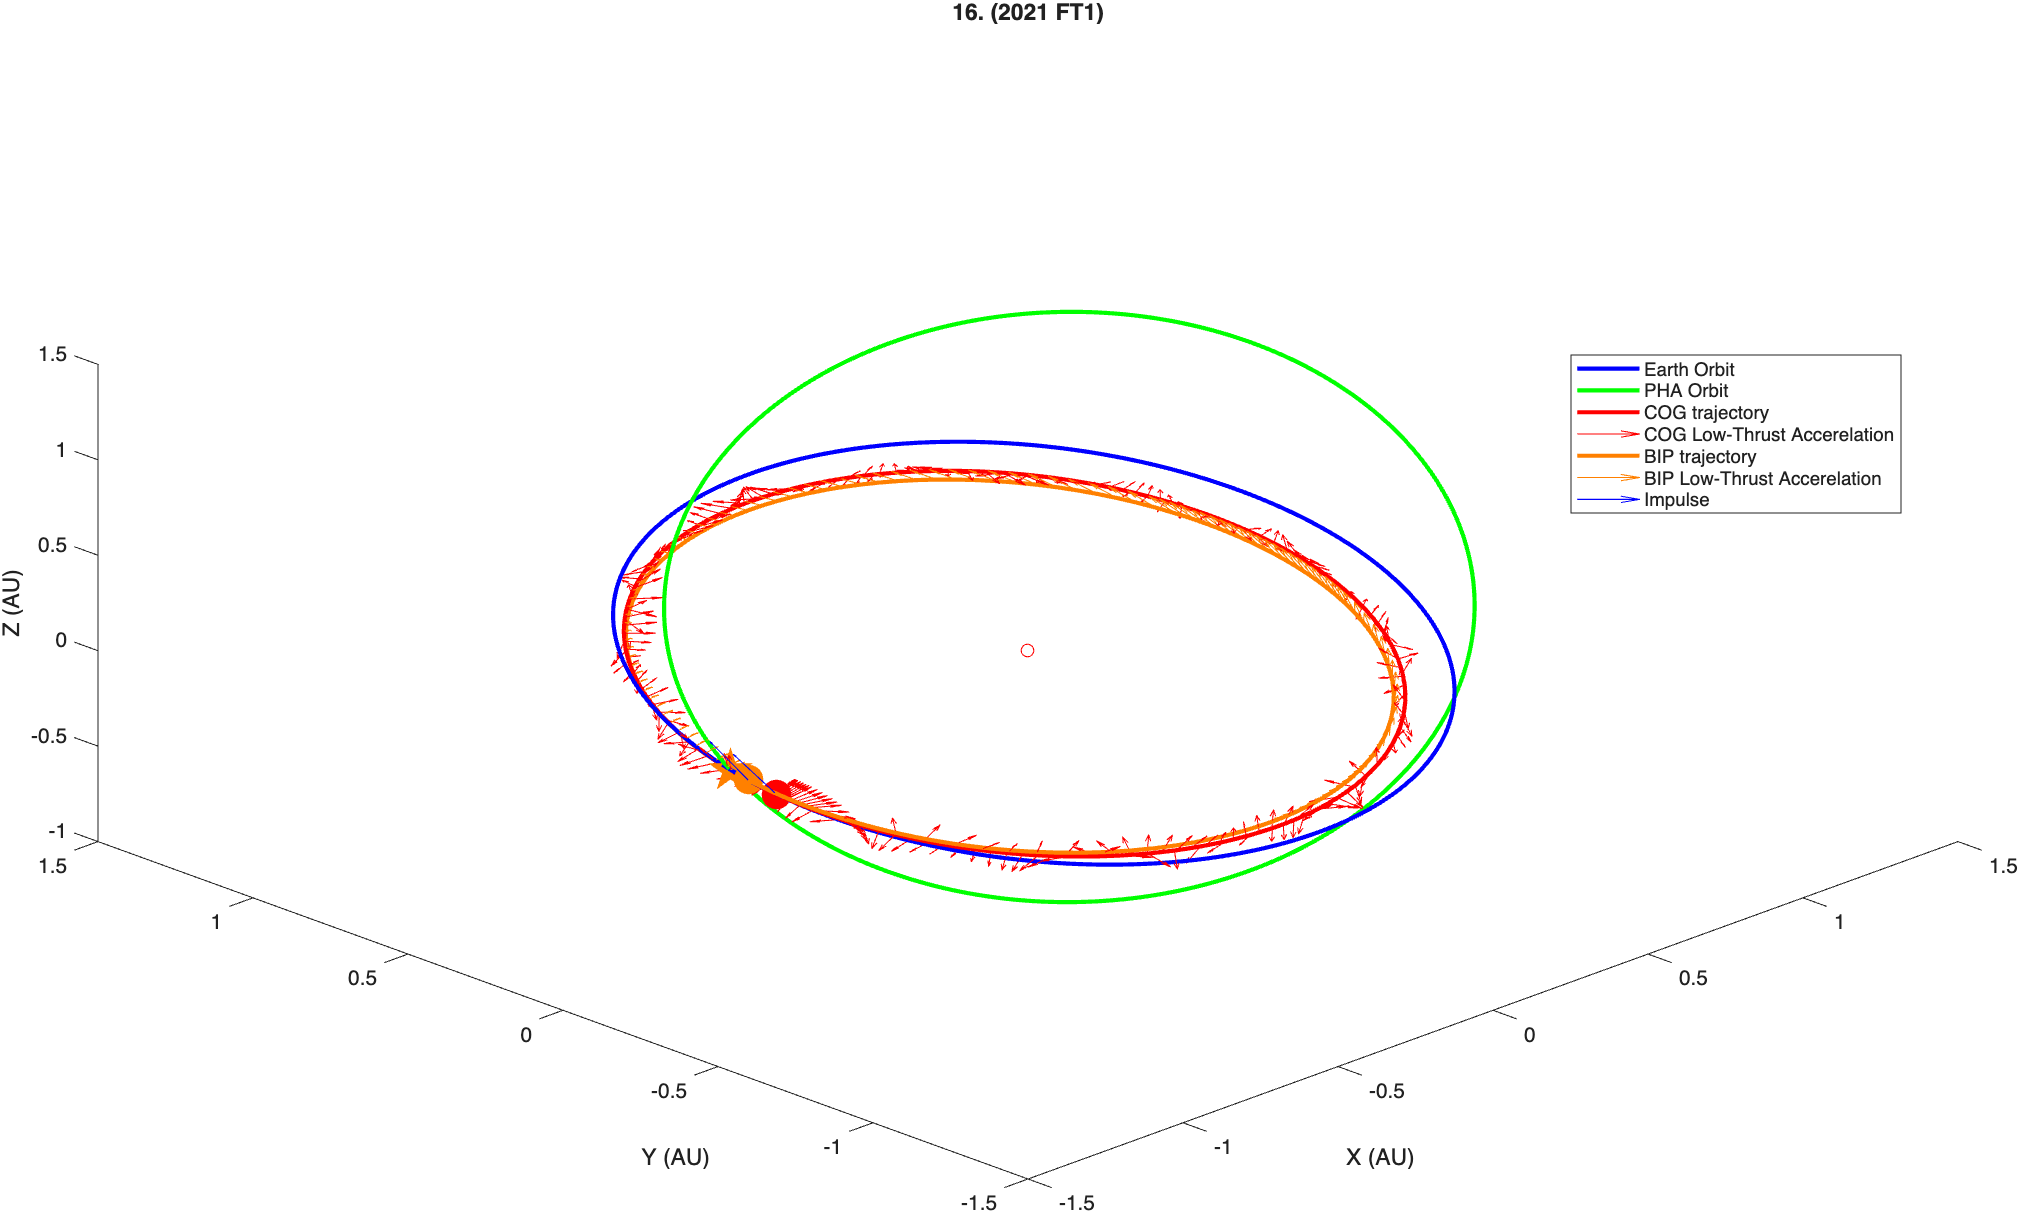 16. (2021 FT1)
Earth Orbit
PHA Orbit
COG trajectory
COG Low-Thrust Accerelation
BIP trajectory
BIP Low-Thrust Accerelation
Impulse
Z (AU)
1.5
1
0.5
0
-0.5
-1
1.5
1
0.5
0
-0.5
-1
-1.5
Y (AU)
-1.5
-1
-0.5
0
0.5
1
1.5
X (AU)